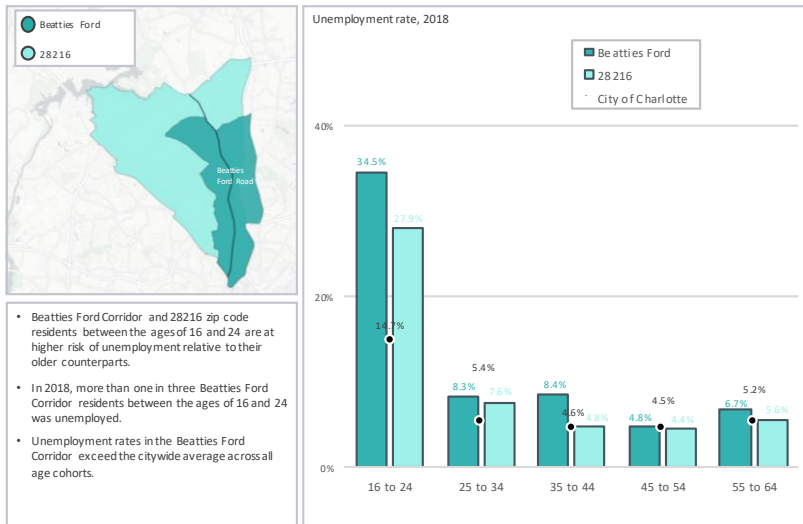 Beatties Ford
28216
Beatties
Ford Road
• Beatties Ford Corridor and 28216 zip code
residents between the ages of 16 and 24 are at
higher risk of unemployment relative to their
older counterparts.
• In 2018, more than one in three Beatties Ford
Corridor residents between the ages of 16 and 24
was unemployed.
• Unemployment rates in the Beatties Ford
Corridor exceed the citywide average across all
age cohorts.
Unemployment rate, 2018
Beatties Ford
28216
City of Charlotte
40%
34.5%
27.9%
20%
14.7%
5.4%
8.3%
7.6%
8.4%
4.6%
4.8%
4.5%
4.8%
4.4%
5.2%
6.7%
5.6%
0%
16 to 24
25 to 34
35 to 44
45 to 54
55 to 64